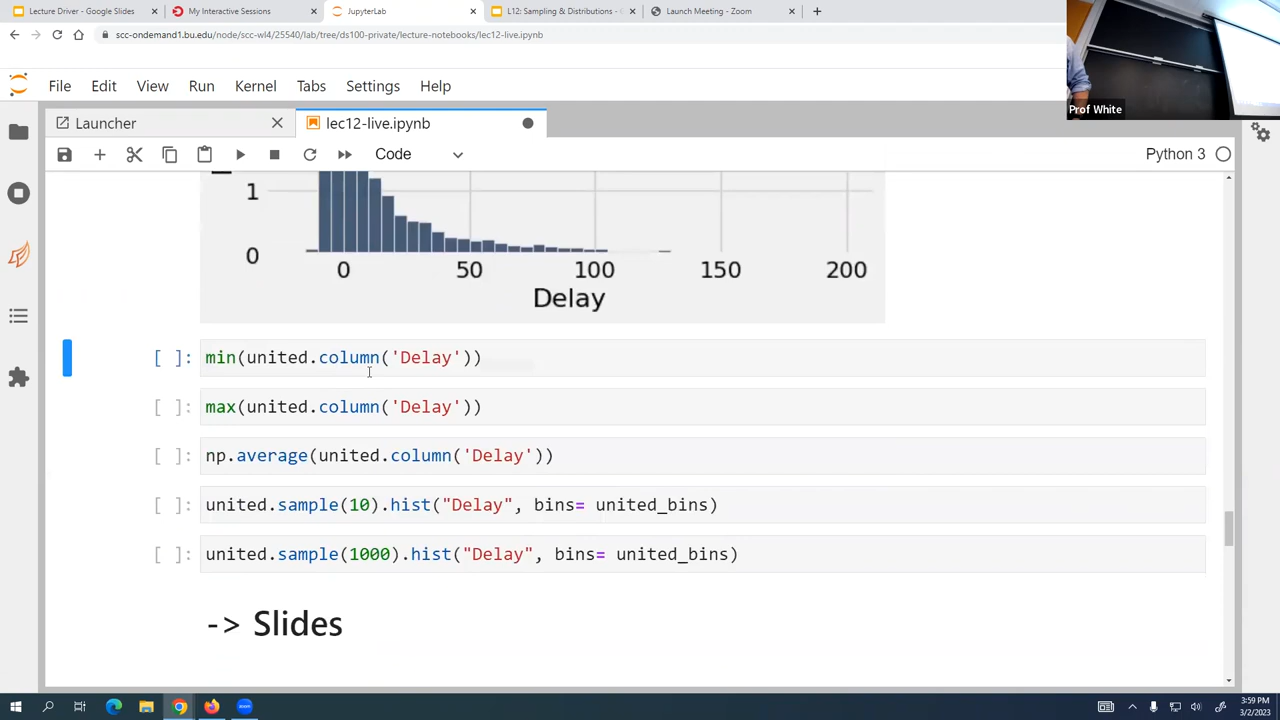 Lecture Driver - Google Slides
My Interactive Sessions
JupyterLab
L12: Sampling & Distributions -
Launch Meeting - Zoom
scc-ondemand1.bu.edu/node/scc-wl4/25540/lab/tree/ds100-private/lecture-notebooks/lec12-live.ipynb
Prof White
File Edit View Run Kernel Tabs Settings Help
Launcher
lec12-live.ipynb
Code
Python 3
1
0
0 50 100 150 200
Delay
[ ]: min(united.column('Delay'))
[ ]: max(united.column('Delay'))
[ ]: np.average(united.column('Delay'))
[ ]: united.sample(10).hist("Delay", bins= united_bins)
[ ]: united.sample(1000).hist("Delay", bins= united_bins)
-> Slides
3:59 PM
3/2/2023